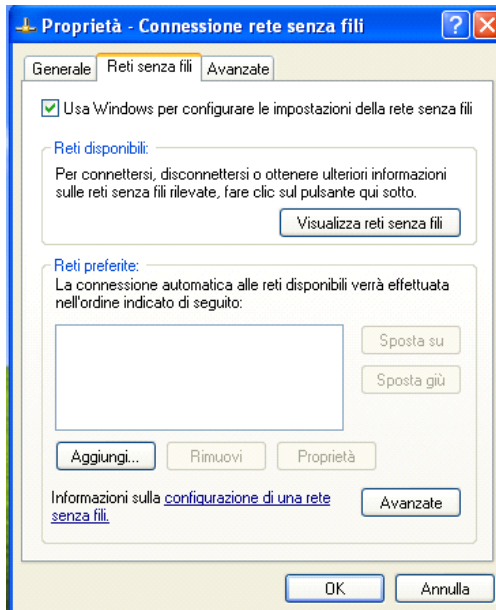 Proprietà - Connessione rete senza fili
Generale
Reti senza fili
Avanzate
Usa Windows per configurare le impostazioni della rete senza fili
Reti disponibili:
Per connettersi, disconnettersi o ottenere ulteriori informazioni
sulle reti senza fili rilevate, fare clic sul pulsante qui sotto.
Visualizza reti senza fili
Reti preferite:
La connessione automatica alle reti disponibili verrà effettuata
nell'ordine indicato di seguito:
Sposta su
Sposta giù
Aggiungi...
Rimuovi
Proprietà
Informazioni sulla configurazione di una rete
senza fili.
Avanzate
OK
Annulla